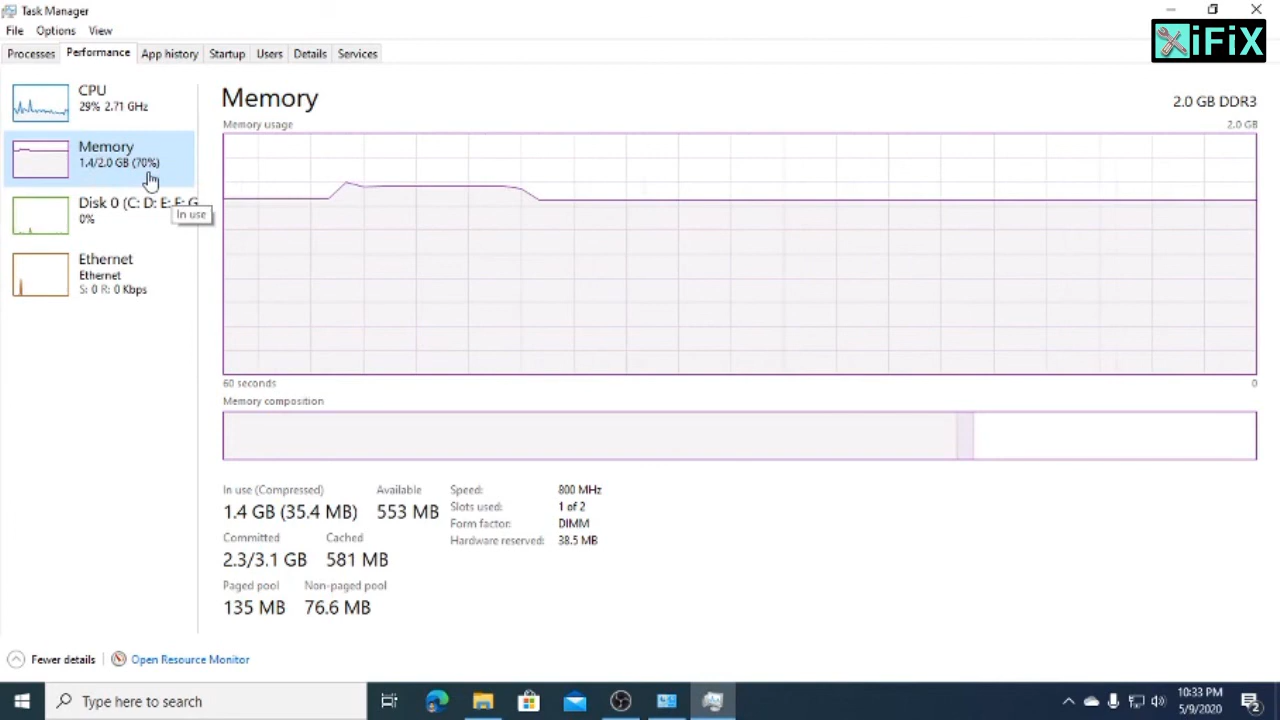 Task Manager
File Options View
iFiX
Processes Performance App history Startup Users Details Services
CPU
29% 2.71 GHz
Memory
1.4/2.0 GB (70%)
Disk 0 (C: D: E: F: G
0%
In use
Ethernet
Ethernet
S: 0 R: 0 Kbps
Memory 2.0 GB DDR3
Memory usage 2.0 GB
60 seconds 0
Memory composition
In use (Compressed) Available
1.4 GB (35.4 MB) 553 MB
Committed Cached
2.3/3.1 GB 581 MB
Paged pool Non-paged pool
135 MB 76.6 MB
Speed: 800 MHz
Slots used: 1 of 2
Form factor: DIMM
Hardware reserved: 38.5 MB
Fewer details Open Resource Monitor
Type here to search
10:33 PM
5/9/2020
2